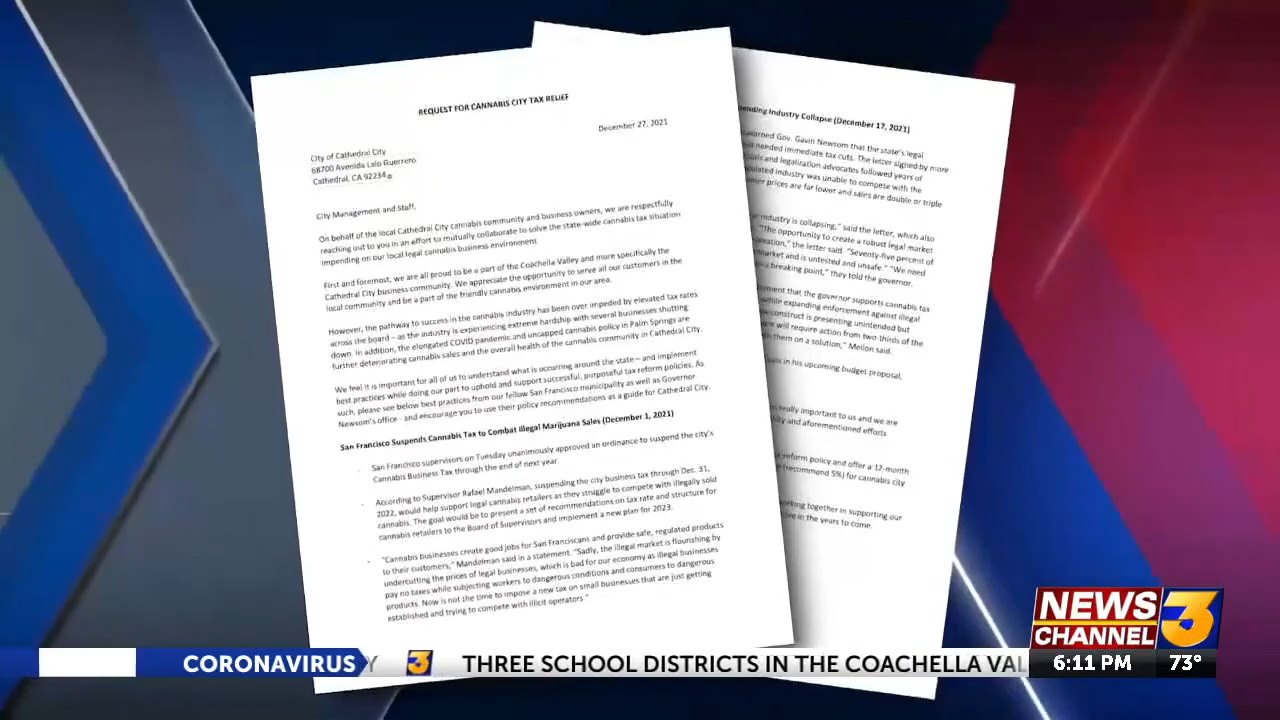 REQUEST FOR CANNABIS CITY TAX RELIEF
December 27, 2021
City of Cathedral City
68700 Avenida Lalo Guerrero
Cathedral, CA 92234
City Management and Staff,
On behalf of the local Cathedral City cannabis community and business owners, we are respectfully
reaching out to you in an effort to mutually collaborate to solve the state-wide cannabis tax situation
impending on our local legal cannabis business environment.
First and foremost, we are all proud to be a part of the Coachella Valley and more specifically the
Cathedral City business community. We appreciate the opportunity to serve all our customers in the
local community and be a part of the friendly cannabis environment in our area.
However, the pathway to success in the cannabis industry has been over impeded by elevated tax rates
across the board – as the industry is experiencing extreme hardship with several businesses shutting
down. In addition, the elongated COVID pandemic and uncapped cannabis policy in Palm Springs are
further deteriorating cannabis sales and the overall health of the cannabis community in Cathedral City.
We feel it is important for all of us to understand what is occurring around the state – and implement
best practices while doing our part to uphold and support successful, purposeful tax reform policies. As
such, please see below best practices from our fellow San Francisco municipality as well as Governor
Newsom's office - and encourage you to use their policy recommendations as a guide for Cathedral City.
San Francisco Suspends Cannabis Tax to Combat Illegal Marijuana Sales (December 1, 2021)
- San Francisco supervisors on Tuesday unanimously approved an ordinance to suspend the city's
Cannabis Business Tax through the end of next year.
- According to Supervisor Rafael Mandelman, suspending the city business tax through Dec. 31,
2022, would help support legal cannabis retailers as they struggle to compete with illegally sold
cannabis. The goal would be to present a set of recommendations on tax rate and structure for
cannabis retailers to the Board of Supervisors and implement a new plan for 2023.
- "Cannabis businesses create good jobs for San Franciscans and provide safe, regulated products
to their customers," Mandelman said in a statement. "Sadly, the illegal market is flourishing by
undercutting the prices of legal businesses, which is bad for our economy as illegal businesses
pay no taxes while subjecting workers to dangerous conditions and consumers to dangerous
products. Now is not the time to impose a new tax on small businesses that are just getting
established and trying to compete with illicit operators."
ending Industry Collapse (December 17, 2021)
warned Gov. Gavin Newsom that the state's legal
needed immediate tax cuts. The letter signed by more
and legalization advocates followed years of
industry was unable to compete with the
prices are far lower and sales are double or triple
industry is collapsing," said the letter, which also
"The opportunity to create a robust legal market
the letter said. "Seventy-five percent of
market and is untested and unsafe." "We need
a breaking point," they told the governor.
that the governor supports cannabis tax
while expanding enforcement against illegal
construct is presenting unintended but
will require action from two-thirds of the
them on a solution," Mellon said.
in his upcoming budget proposal,
really important to us and we are
and aforementioned efforts
reform policy and offer a 12-month
(recommend 5%) for cannabis city
working together in supporting our
in the years to come.
NEWS
CHANNEL 3
CORONAVIRUS Y 3 THREE SCHOOL DISTRICTS IN THE COACHELLA VAL
6:11 PM 73°